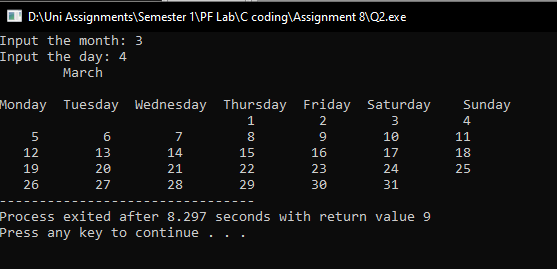 D:\Uni Assignments\Semester 1\PF Lab\C coding\Assignment 8\Q2.exe
Input the month: 3
Input the day: 4
        March

Monday  Tuesday  Wednesday  Thursday  Friday  Saturday    Sunday
                               1        2        3        4
    5        6        7        8        9       10       11
   12       13       14       15       16       17       18
   19       20       21       22       23       24       25
   26       27       28       29       30       31
--------------------------------
Process exited after 8.297 seconds with return value 9
Press any key to continue . . .